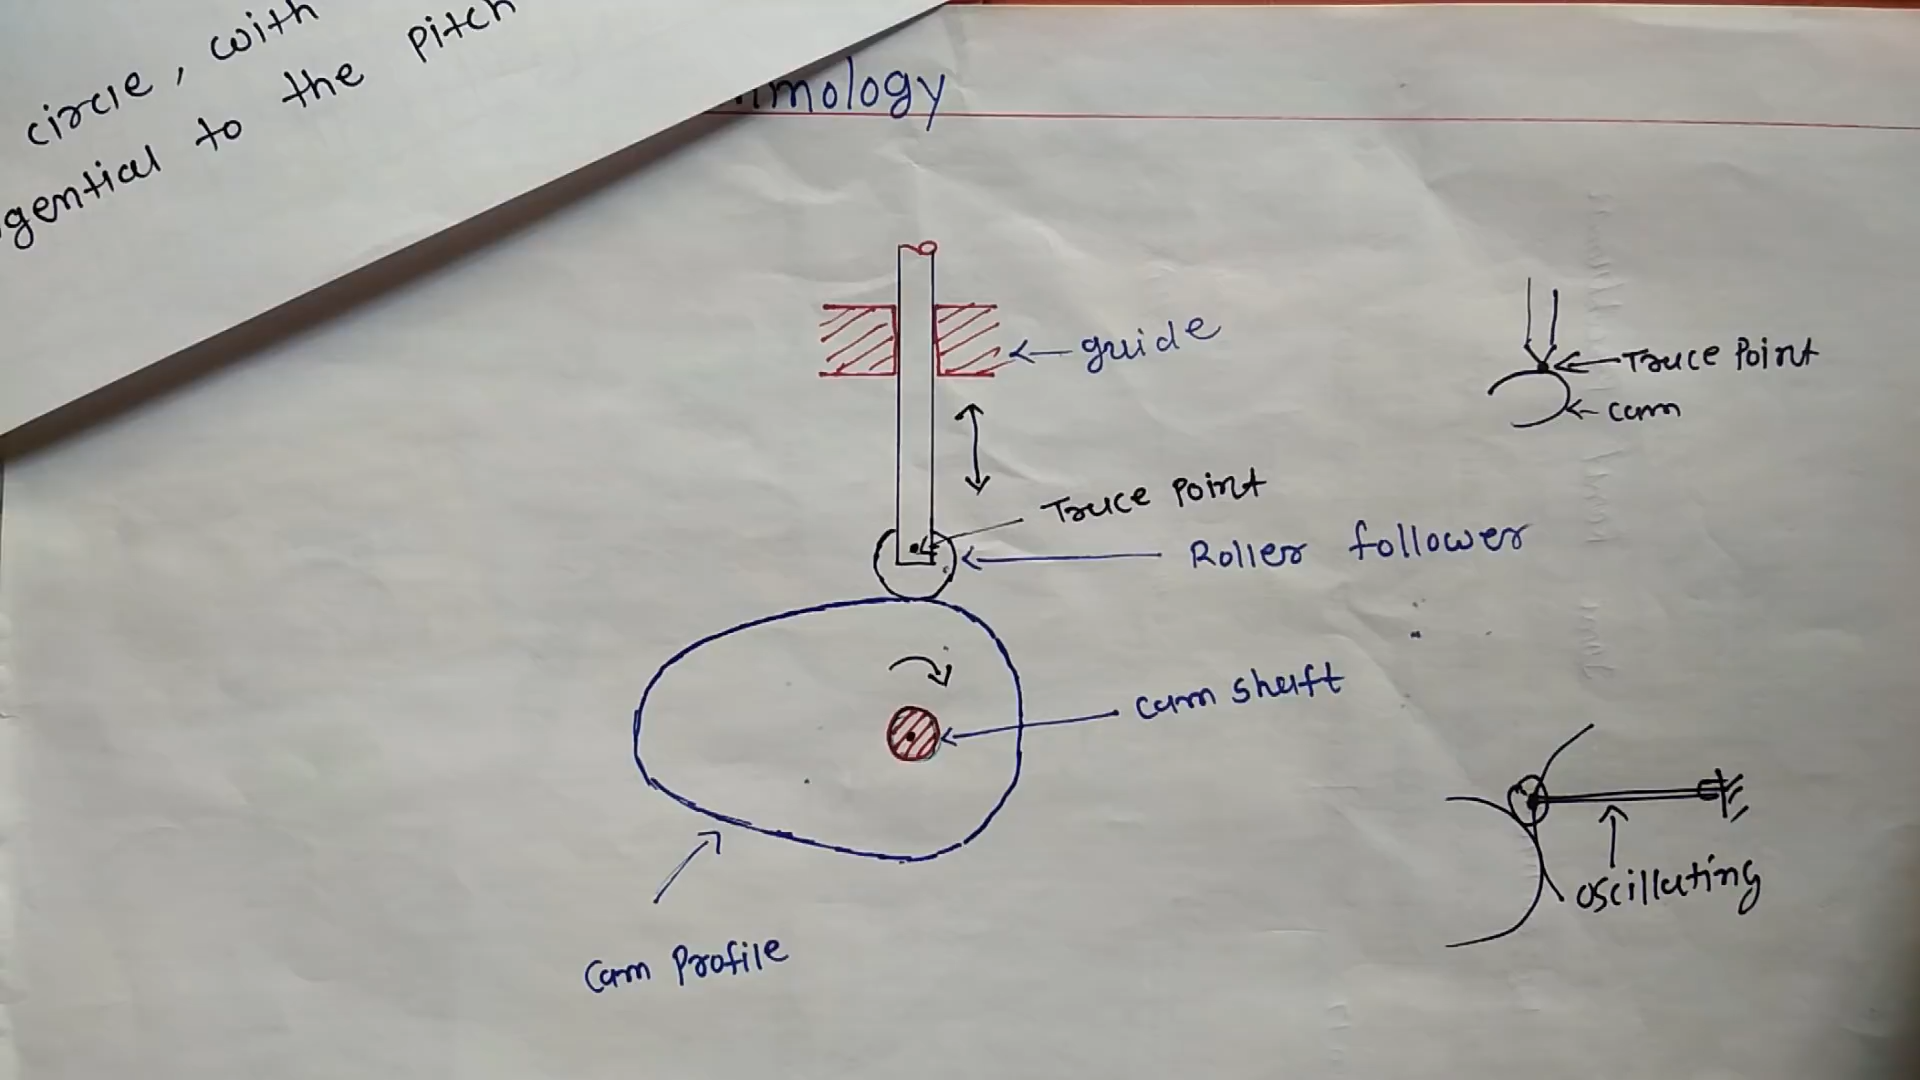 circle, with
gential to the pitch
mology
guide
Trace Point
Cam
Trace Point
Roller follower
Cam Shaft
Oscillating
Cam Profile